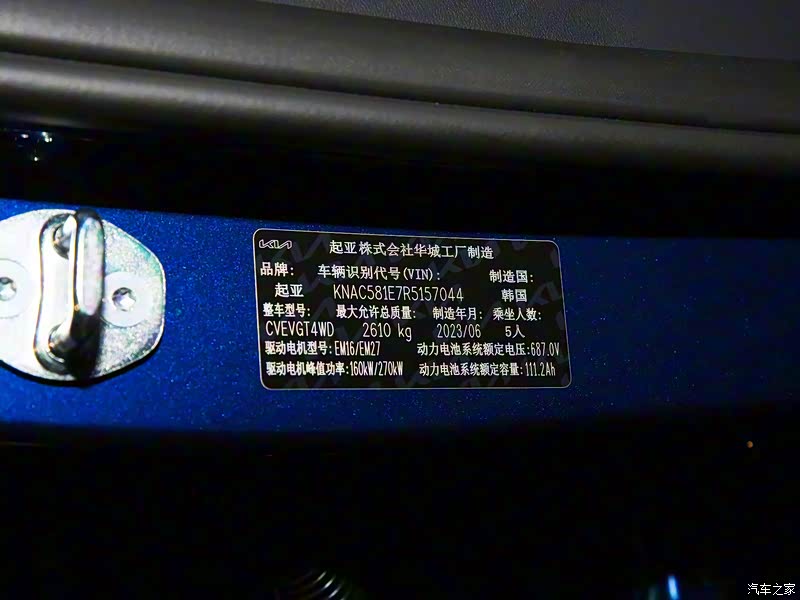 KIA 起亚株式会社华城工厂制造
品牌: 车辆识别代号(VIN): 制造国:
起亚 KNAC581E7R5157044 韩国
整车型号: 最大允许总质量: 制造年月: 乘坐人数:
CVEVGT4WD 2610 kg 2023/06 5人
驱动电机型号:EM16/EM27 动力电池系统额定电压:687.0V
驱动电机峰值功率:160kW/270kW 动力电池系统额定容量:111.2Ah
汽车之家